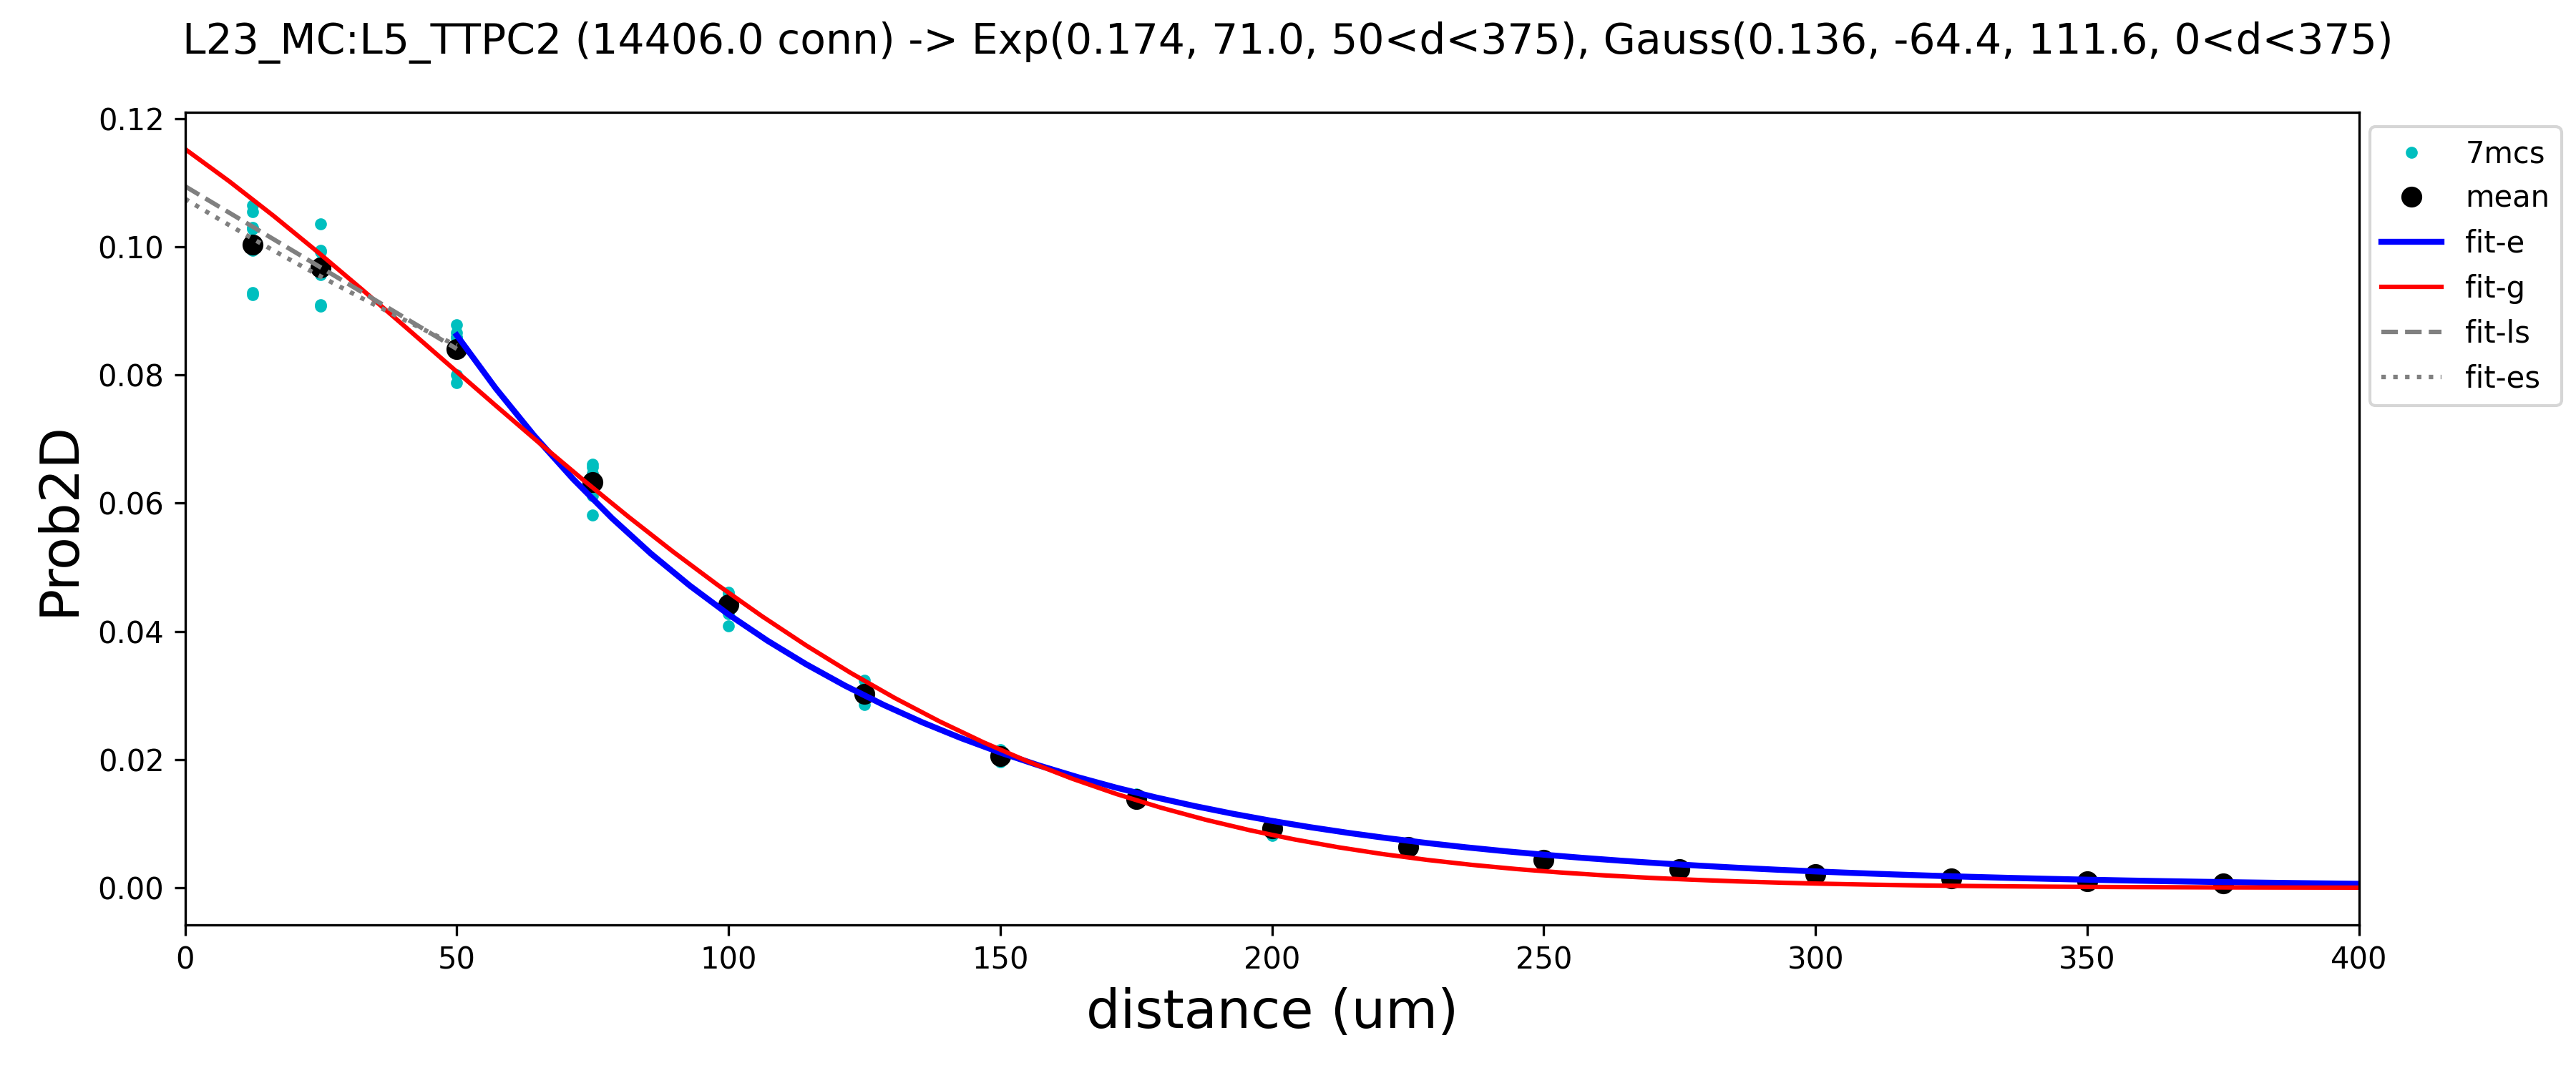 L23_MC:L5_TTPC2 (14406.0 conn) -> Exp(0.174, 71.0, 50<d<375), Gauss(0.136, -64.4, 111.6, 0<d<375)
0.12
0.10
0.08
0.06
0.04
0.02
0.00
Prob2D
0 50 100 150 200 250 300 350 400
distance (um)
7mcs
mean
fit-e
fit-g
fit-ls
fit-es